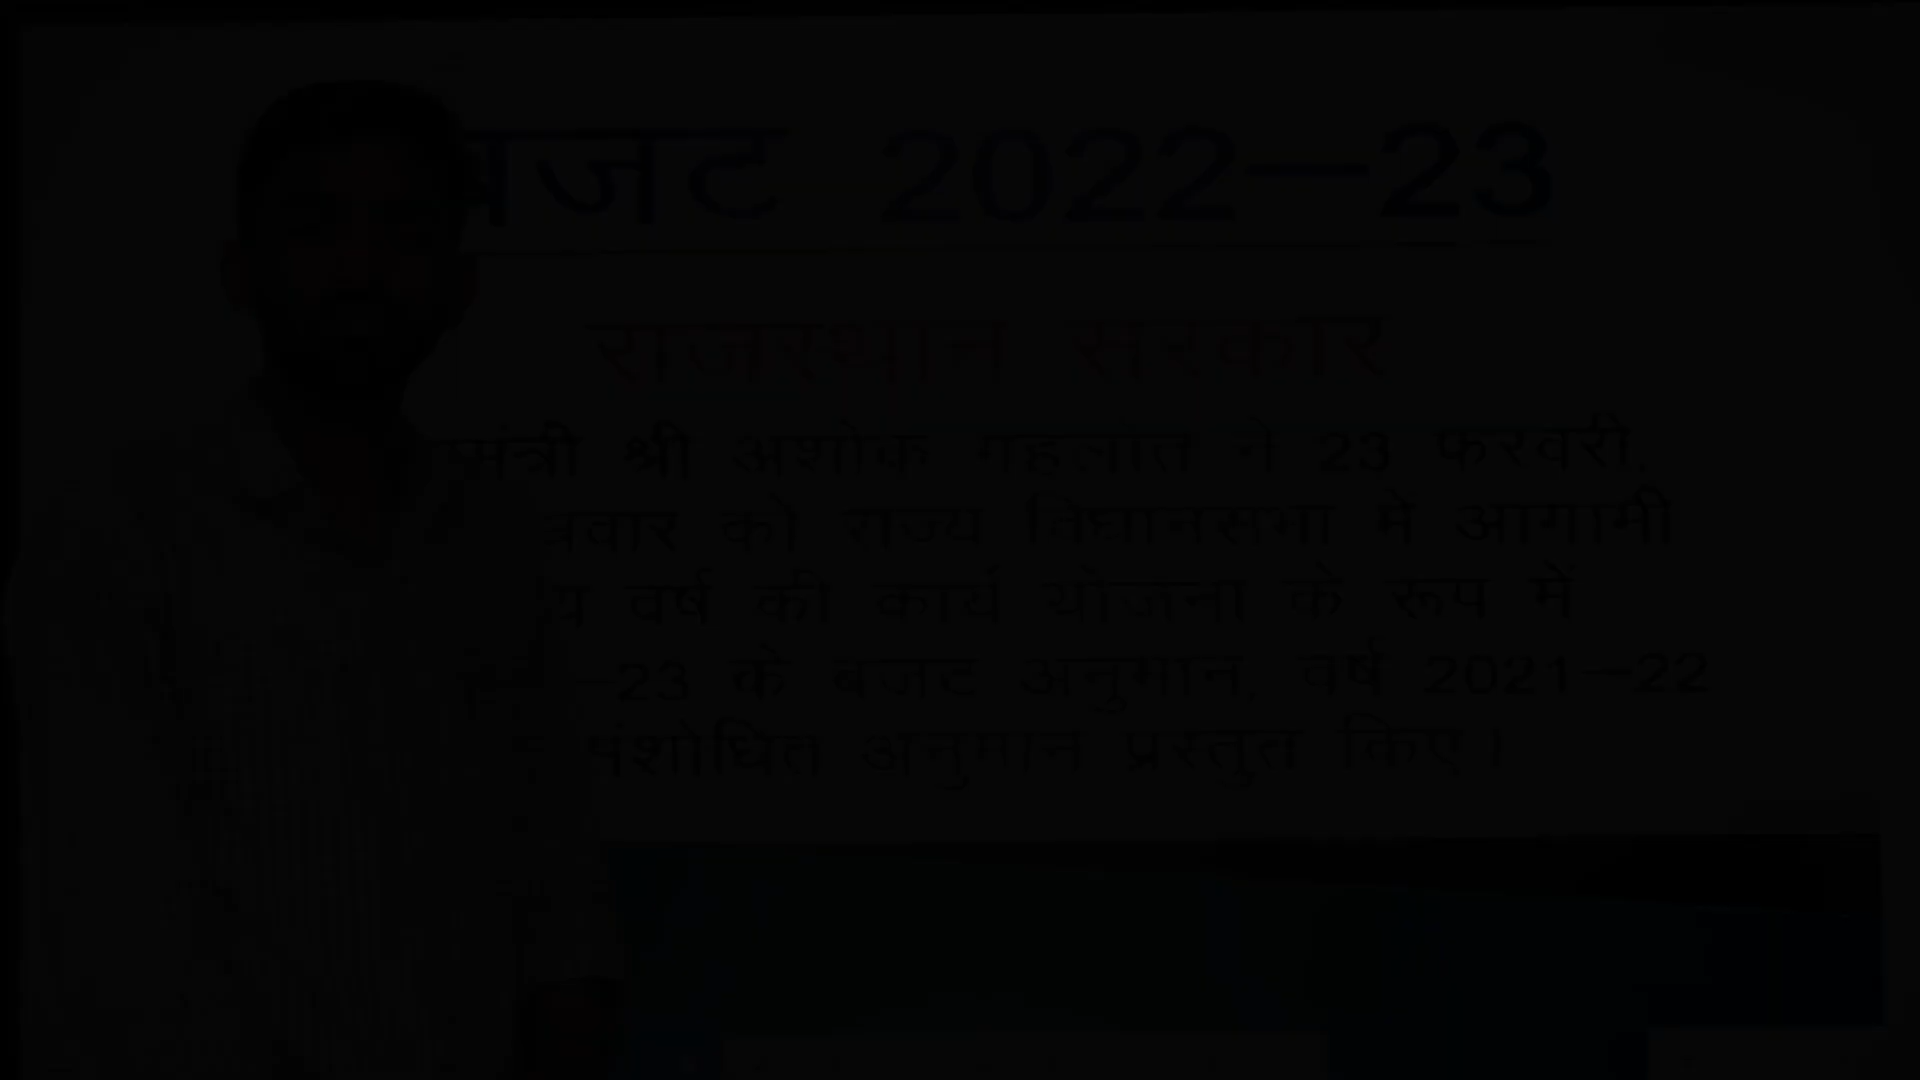 बजट 2022—23
राजस्थान सरकार
मंत्री श्री अशोक गहलोत ने 23 फरवरी,
को राज्य विधानसभा में आगामी
वर्ष की कार्य योजना के रूप में
—23 के बजट अनुमान, वर्ष 2021—22
संशोधित अनुमान प्रस्तुत किए।